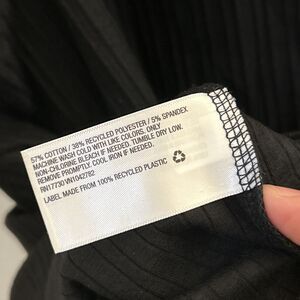 57% COTTON / 38% RECYCLED POLYESTER / 5% SPANDEX
MACHINE WASH COLD WITH LIKE COLORS. ONLY
NON-CHLORINE BLEACH IF NEEDED. TUMBLE DRY LOW.
REMOVE PROMPTLY. COOL IRON IF NEEDED.
RN17730 VN1042782
LABEL MADE FROM 100% RECYCLED PLASTIC